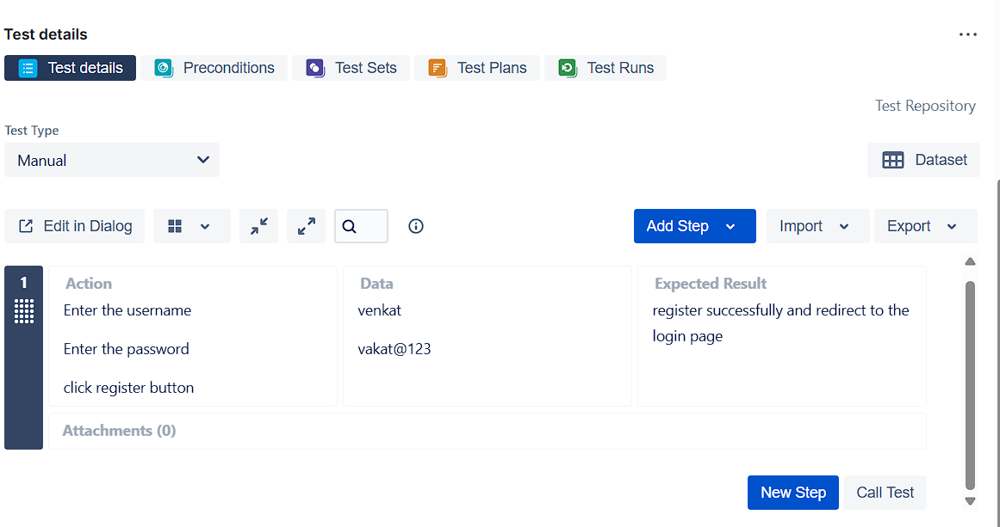 Test details
Test details Preconditions Test Sets Test Plans Test Runs
Test Repository
Test Type
Manual
Dataset
Edit in Dialog
Add Step Import Export
1
Action Data Expected Result
Enter the username venkat register successfully and redirect to the
login page
Enter the password vakat@123
click register button
Attachments (0)
New Step Call Test